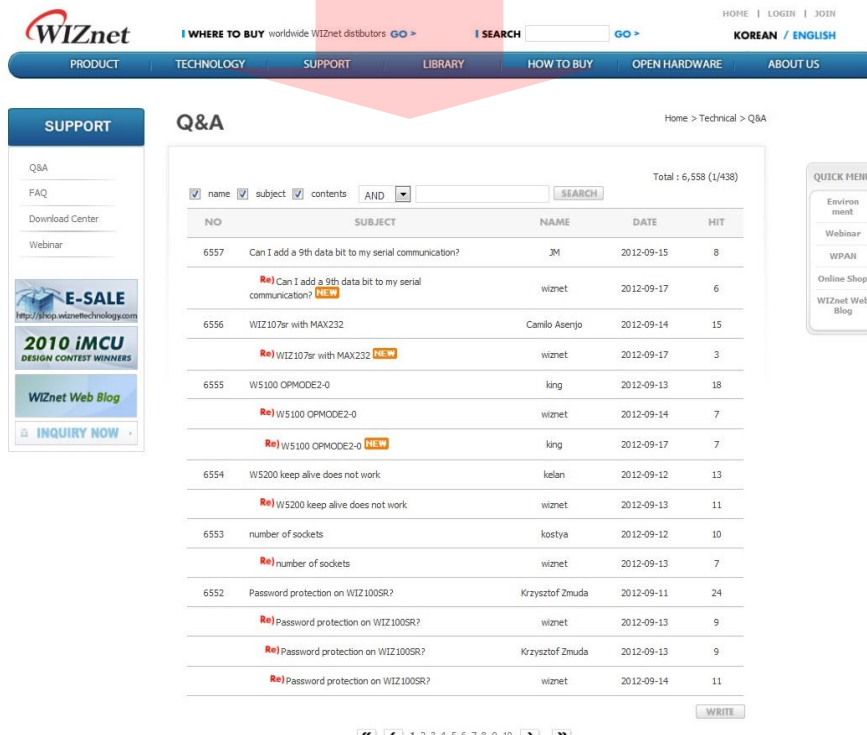 HOME | LOGIN | JOIN
WIZnet
WHERE TO BUY worldwide WIZnet distibutors GO >
SEARCH GO >
KOREAN / ENGLISH
PRODUCT TECHNOLOGY SUPPORT LIBRARY HOW TO BUY OPEN HARDWARE ABOUT US
SUPPORT
Q&A
FAQ
Download Center
Webinar
E-SALE
http://shop.wiznettechnology.com
2010 iMCU
DESIGN CONTEST WINNERS
WIZnet Web Blog
INQUIRY NOW
Q&A
Home > Technical > Q&A
Total : 6,558 (1/438)
name subject contents AND SEARCH
NO SUBJECT NAME DATE HIT
6557 Can I add a 9th data bit to my serial communication? JM 2012-09-15 8
Re) Can I add a 9th data bit to my serial
communication? NEW wiznet 2012-09-17 6
6556 WIZ107sr with MAX232 Camilo Asenjo 2012-09-14 15
Re) WIZ107sr with MAX232 NEW wiznet 2012-09-17 3
6555 W5100 OPMODE2-0 king 2012-09-13 18
Re) W5100 OPMODE2-0 wiznet 2012-09-14 7
Re) W5100 OPMODE2-0 NEW king 2012-09-17 7
6554 W5200 keep alive does not work kelan 2012-09-12 13
Re) W5200 keep alive does not work wiznet 2012-09-13 11
6553 number of sockets kostya 2012-09-12 10
Re) number of sockets wiznet 2012-09-13 7
6552 Password protection on WIZ100SR? Krzysztof Zmuda 2012-09-11 24
Re) Password protection on WIZ100SR? wiznet 2012-09-13 9
Re) Password protection on WIZ100SR? Krzysztof Zmuda 2012-09-13 9
Re) Password protection on WIZ100SR? wiznet 2012-09-14 11
WRITE
1 2 3 4 5 6 7 8 9 10
QUICK MENU
Environ
ment
Webinar
WPAN
Online Shop
WIZnet Web
Blog